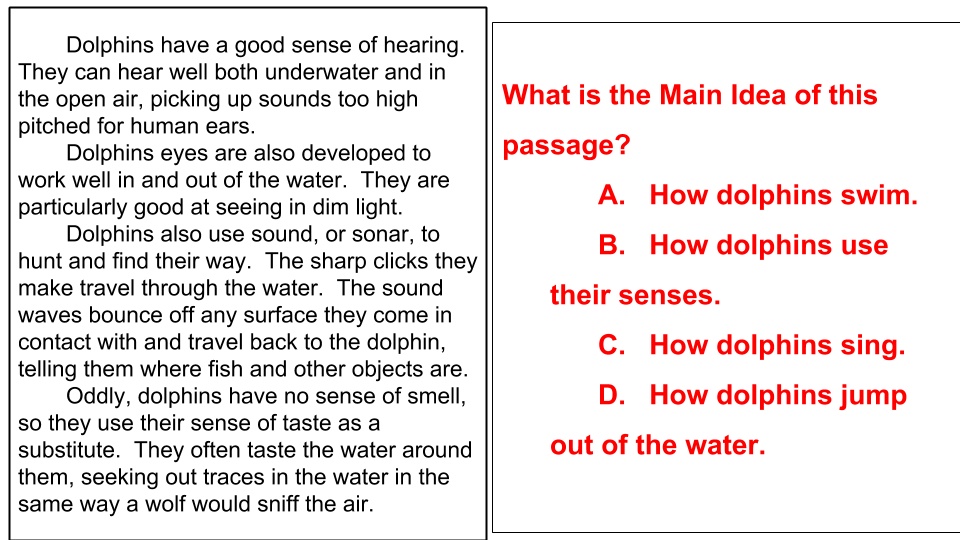 Dolphins have a good sense of hearing.
They can hear well both underwater and in
the open air, picking up sounds too high
pitched for human ears.
Dolphins eyes are also developed to
work well in and out of the water.  They are
particularly good at seeing in dim light.
Dolphins also use sound, or sonar, to
hunt and find their way.  The sharp clicks they
make travel through the water.  The sound
waves bounce off any surface they come in
contact with and travel back to the dolphin,
telling them where fish and other objects are.
Oddly, dolphins have no sense of smell,
so they use their sense of taste as a
substitute.  They often taste the water around
them, seeking out traces in the water in the
same way a wolf would sniff the air.
What is the Main Idea of this
passage?
A.   How dolphins swim.
B.   How dolphins use
their senses.
C.   How dolphins sing.
D.   How dolphins jump
out of the water.